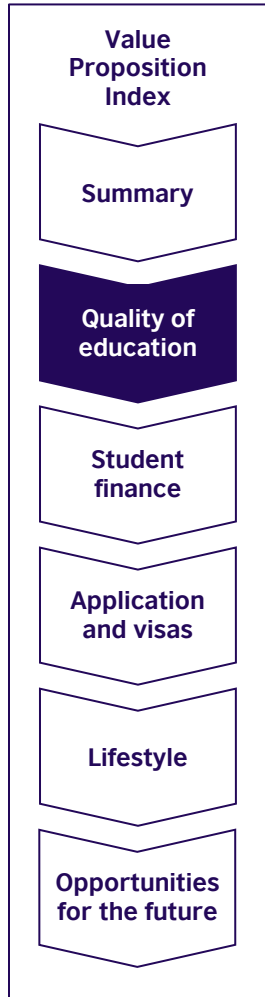 Value
Proposition
Index
Summary
Quality of
education
Student
finance
Application
and visas
Lifestyle
Opportunities
for the future